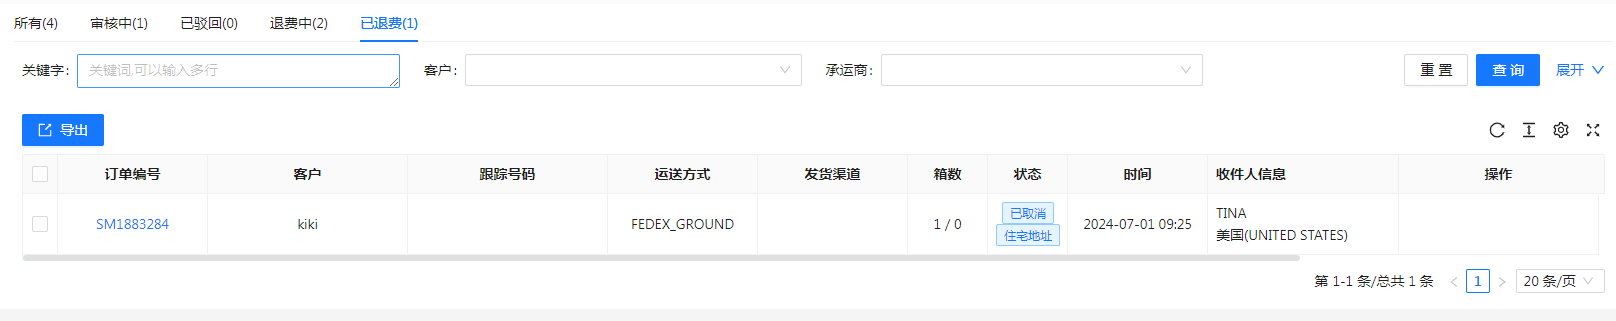 所有(4) 审核中(1) 已驳回(0) 退费中(2) 已退费(1)
关键字: 关键词,可以输入多行 客户: 承运商: 重 置 查 询 展开
导出
订单编号 客户 跟踪号码 运送方式 发货渠道 箱数 状态 时间 收件人信息 操作
SM1883284 kiki FEDEX_GROUND 1 / 0 已取消 2024-07-01 09:25 TINA
住宅地址 美国(UNITED STATES)
第 1-1 条/总共 1 条 1 20 条/页